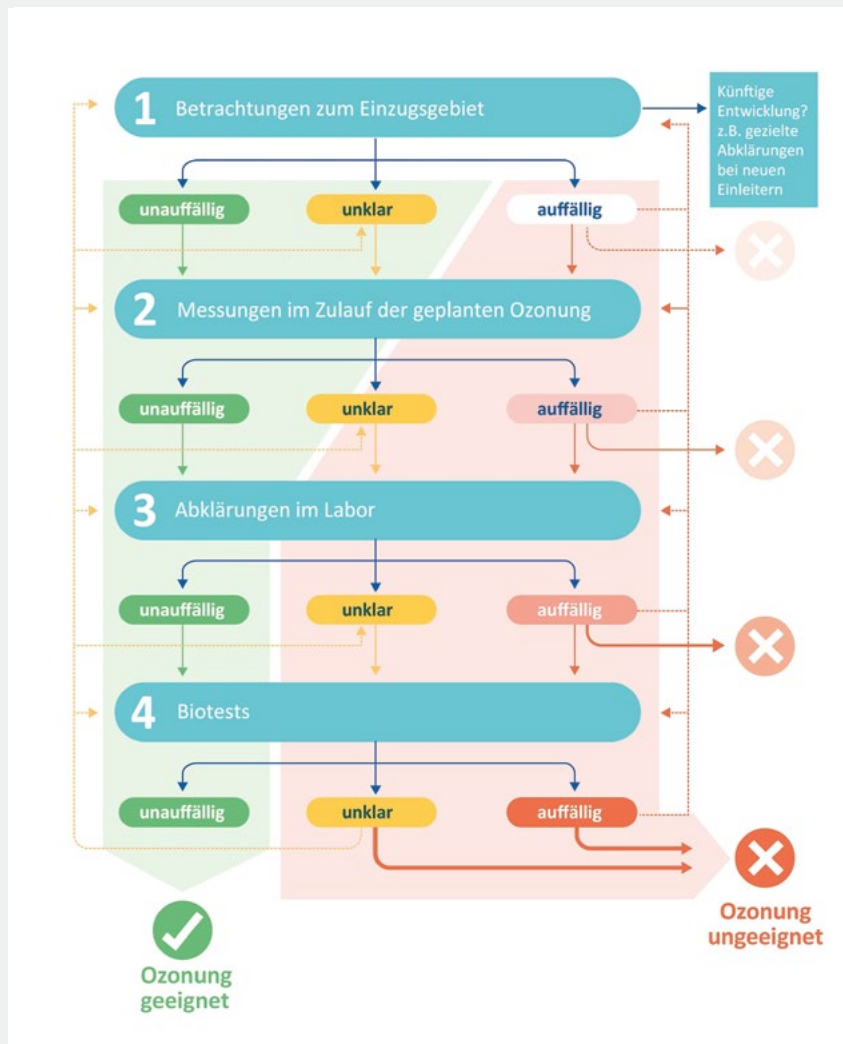 1 Betrachtungen zum Einzugsgebiet
Künftige
Entwicklung?
z.B. gezielte
Abklärungen
bei neuen
Einleitern
unauffällig
unklar
auffällig
2 Messungen im Zulauf der geplanten Ozonung
unauffällig
unklar
auffällig
3 Abklärungen im Labor
unauffällig
unklar
auffällig
4 Biotests
unauffällig
unklar
auffällig
Ozonung
ungeeignet
Ozonung
geeignet